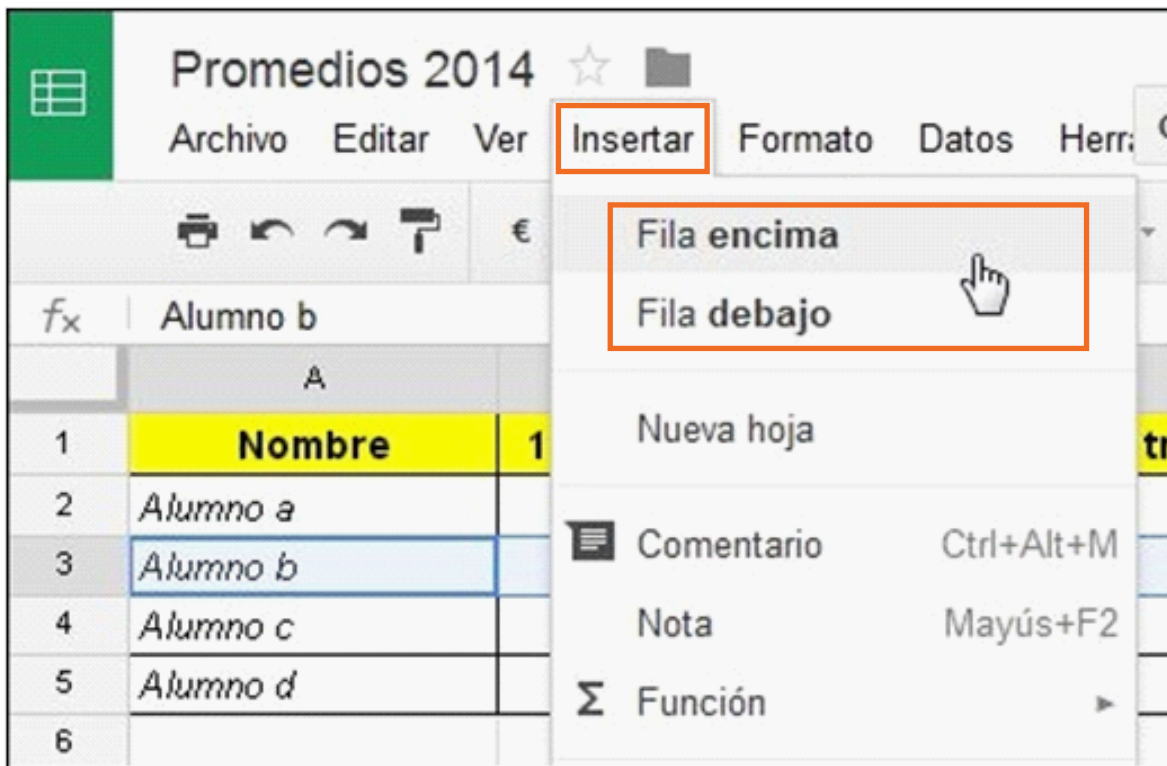 Promedios 2014
Archivo Editar Ver Insertar Formato Datos
€
Fila encima
Fila debajo
Nueva hoja
Comentario Ctrl+Alt+M
Nota Mayús+F2
Σ Función
fx Alumno b
A
1 Nombre 1
2 Alumno a
3 Alumno b
4 Alumno c
5 Alumno d
6